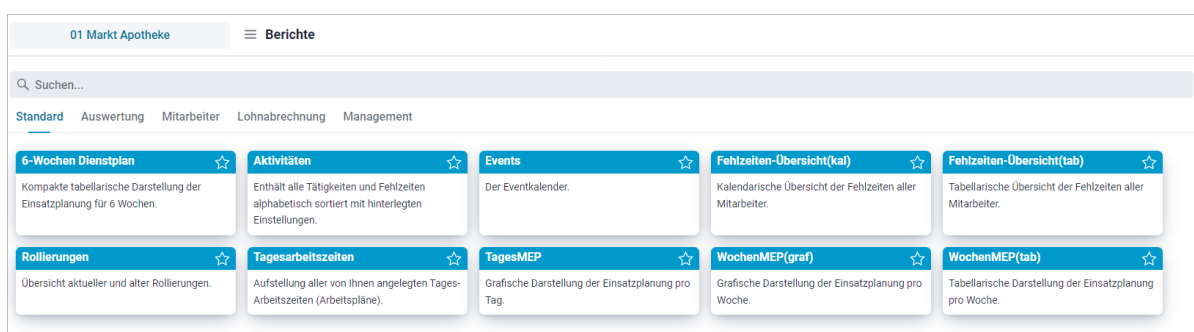 01 Markt Apotheke
Berichte
Suchen...
Standard Auswertung Mitarbeiter Lohnabrechnung Management
6-Wochen Dienstplan
Kompakte tabellarische Darstellung der
Einsatzplanung für 6 Wochen.
Aktivitäten
Enthält alle Tätigkeiten und Fehlzeiten
alphabetisch sortiert mit hinterlegten
Einstellungen.
Events
Der Eventkalender.
Fehlzeiten-Übersicht(kal)
Kalendarische Übersicht der Fehlzeiten aller
Mitarbeiter.
Fehlzeiten-Übersicht(tab)
Tabellarische Übersicht der Fehlzeiten aller
Mitarbeiter.
Rollierungen
Übersicht aktueller und alter Rollierungen.
Tagesarbeitszeiten
Aufstellung aller von Ihnen angelegten Tages-
Arbeitszeiten (Arbeitspläne).
TagesMEP
Grafische Darstellung der Einsatzplanung pro
Tag.
WochenMEP(graf)
Grafische Darstellung der Einsatzplanung pro
Woche.
WochenMEP(tab)
Tabellarische Darstellung der Einsatzplanung
pro Woche.